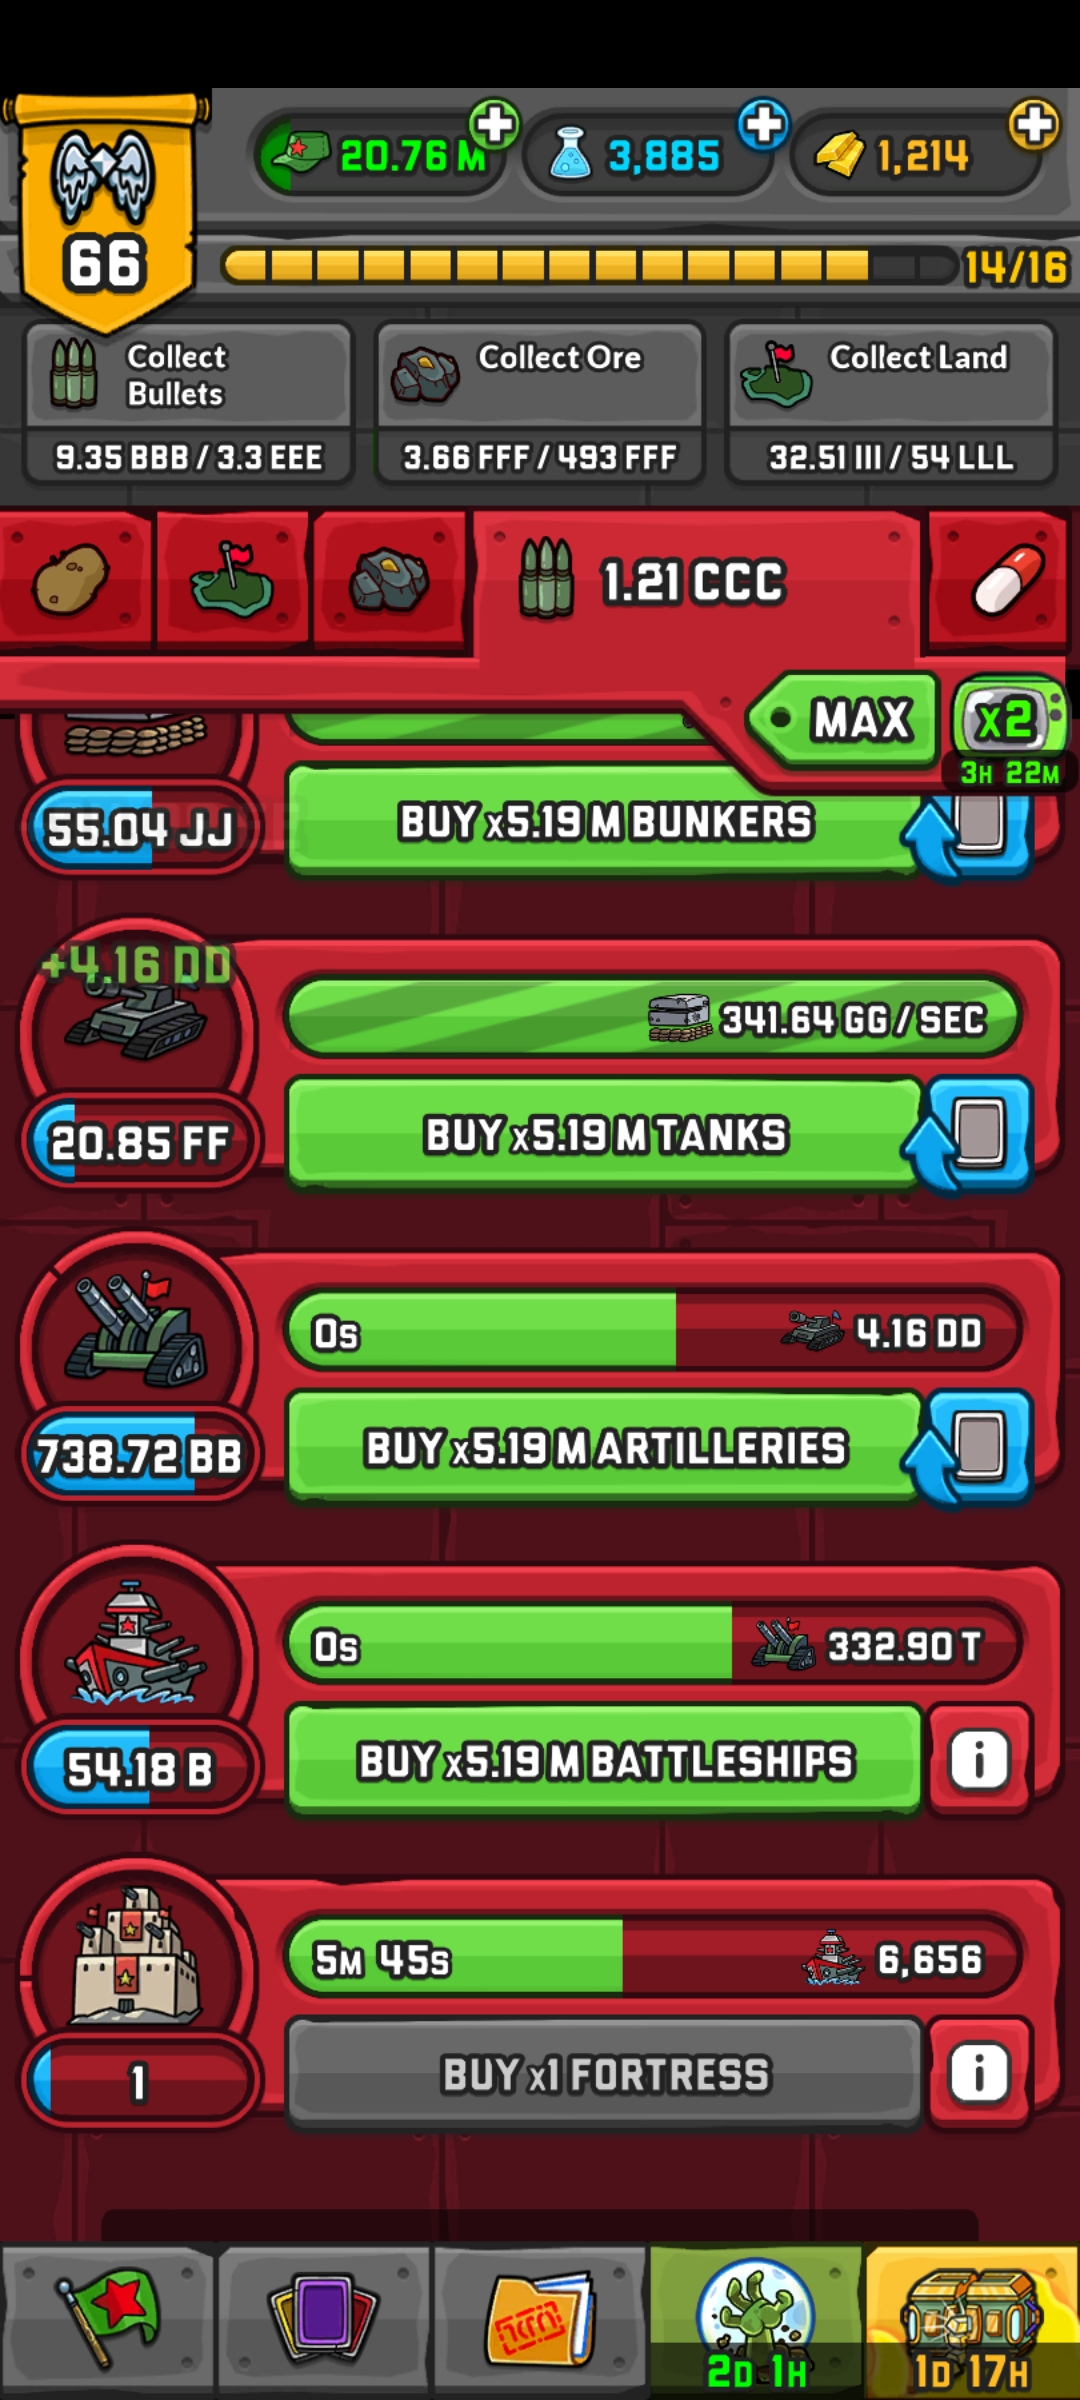 20.76 M
3,885
1,214
66
14/16
Collect
Bullets
9.35 BBB / 3.3 EEE
Collect Ore
3.66 FFF / 493 FFF
Collect Land
32.51 III / 54 LLL
1.21 CCC
MAX
x2
3H 22M
55.04 JJ
BUY x5.19 M BUNKERS
+4.16 DD
341.64 GG / SEC
20.85 FF
BUY x5.19 M TANKS
0s
4.16 DD
738.72 BB
BUY x5.19 M ARTILLERIES
0s
332.90 T
54.18 B
BUY x5.19 M BATTLESHIPS
i
5M 45s
6,656
1
BUY x1 FORTRESS
i
2D 1H
1D 17H